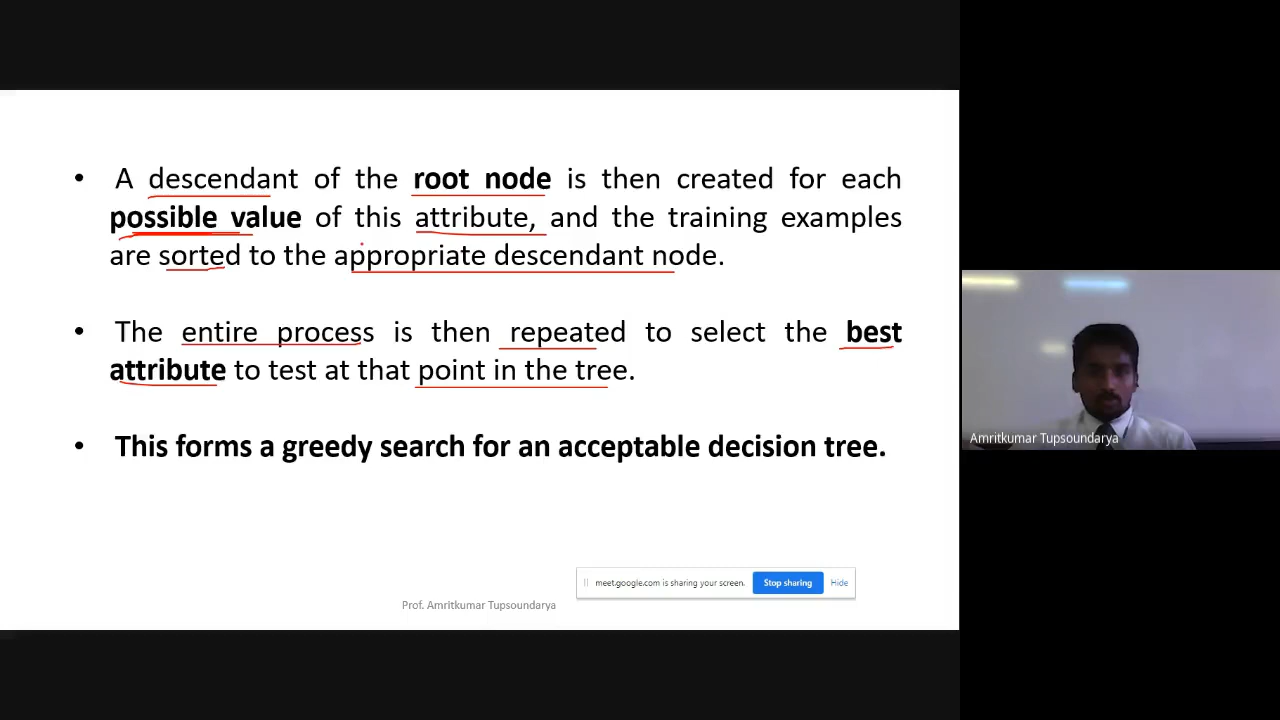 • A descendant of the root node is then created for each
possible value of this attribute, and the training examples
are sorted to the appropriate descendant node.
• The entire process is then repeated to select the best
attribute to test at that point in the tree.
• This forms a greedy search for an acceptable decision tree.
Amritkumar Tupsoundarya
meet.google.com is sharing your screen.
Stop sharing
Hide
Prof. Amritkumar Tupsoundarya